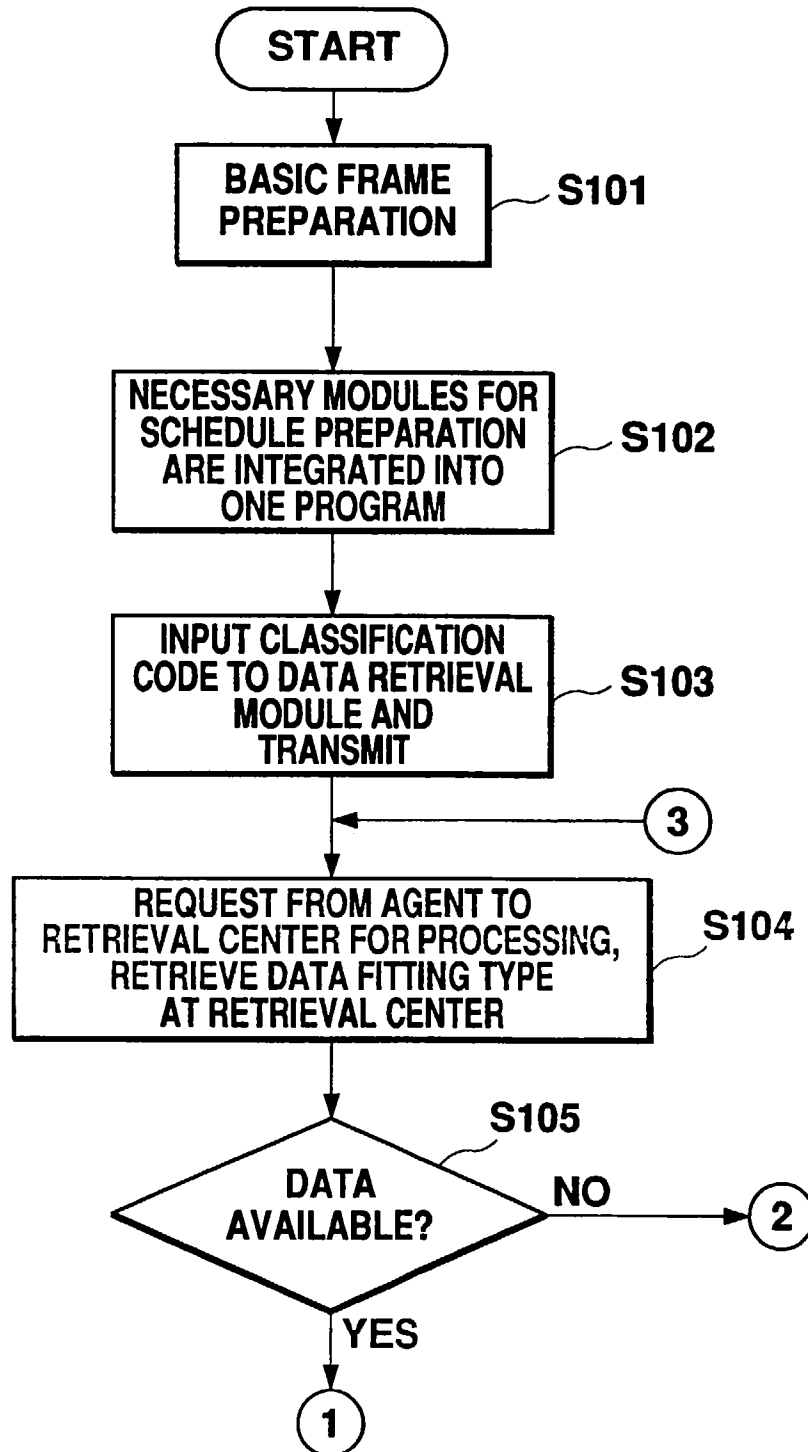 START
BASIC FRAME
PREPARATION
S101
NECESSARY MODULES FOR
SCHEDULE PREPARATION
ARE INTEGRATED INTO
ONE PROGRAM
S102
INPUT CLASSIFICATION
CODE TO DATA RETRIEVAL
MODULE AND
TRANSMIT
S103
3
REQUEST FROM AGENT TO
RETRIEVAL CENTER FOR PROCESSING,
RETRIEVE DATA FITTING TYPE
AT RETRIEVAL CENTER
S104
S105
DATA
AVAILABLE?
NO
2
YES
1